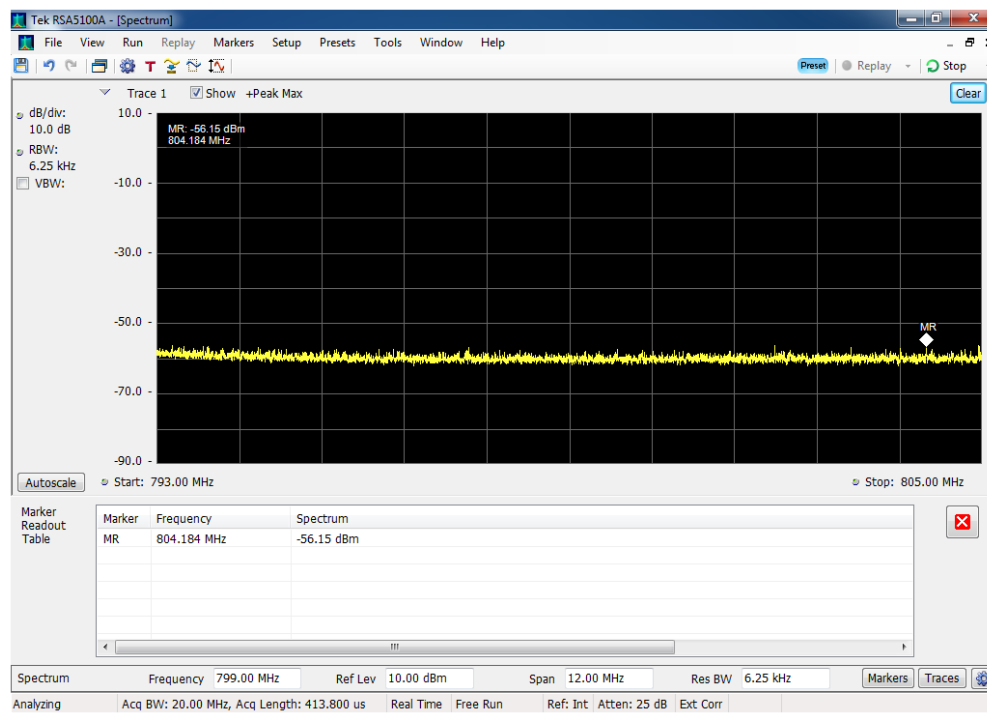 Tek RSA5100A - [Spectrum]
File View Run Replay Markers Setup Presets Tools Window Help
T Preset Replay Stop
Trace 1 Show +Peak Max Clear
dB/div:
10.0 dB
RBW:
6.25 kHz
VBW:
10.0
-10.0
-30.0
-50.0
-70.0
-90.0
MR: -56.15 dBm
804.184 MHz
MR
Autoscale Start: 793.00 MHz Stop: 805.00 MHz
Marker
Readout
Table
Marker Frequency Spectrum
MR 804.184 MHz -56.15 dBm
Spectrum Frequency 799.00 MHz Ref Lev 10.00 dBm Span 12.00 MHz Res BW 6.25 kHz Markers Traces
Analyzing Acq BW: 20.00 MHz, Acq Length: 413.800 us Real Time Free Run Ref: Int Atten: 25 dB Ext Corr